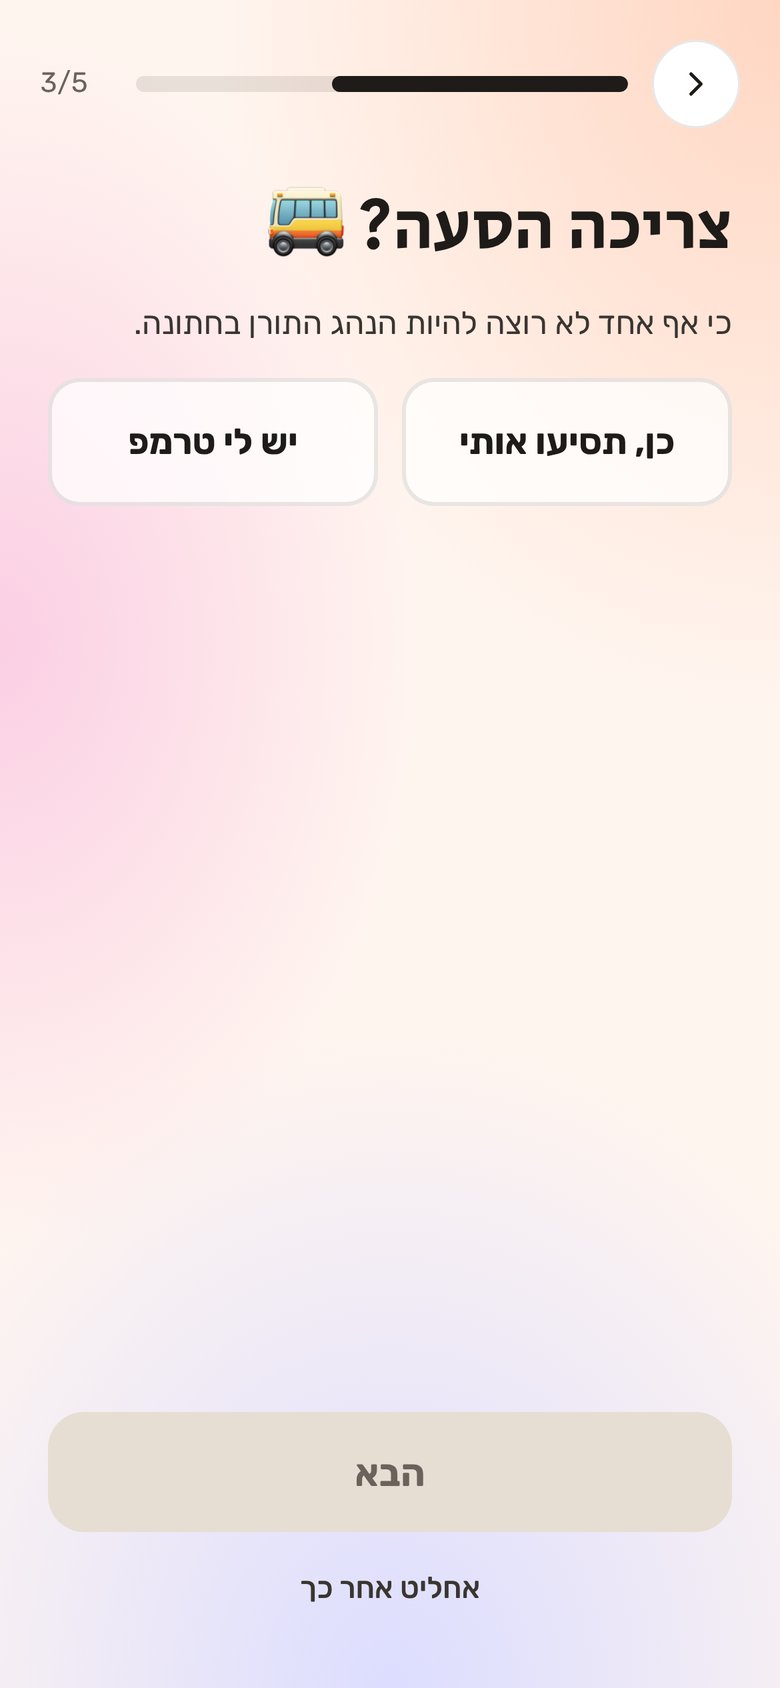 3/5
צריכה הסעה? 🚌
כי אף אחד לא רוצה להיות הנהג התורן בחתונה.
כן, תסיעו אותי
יש לי טרמפ
הבא
אחליט אחר כך